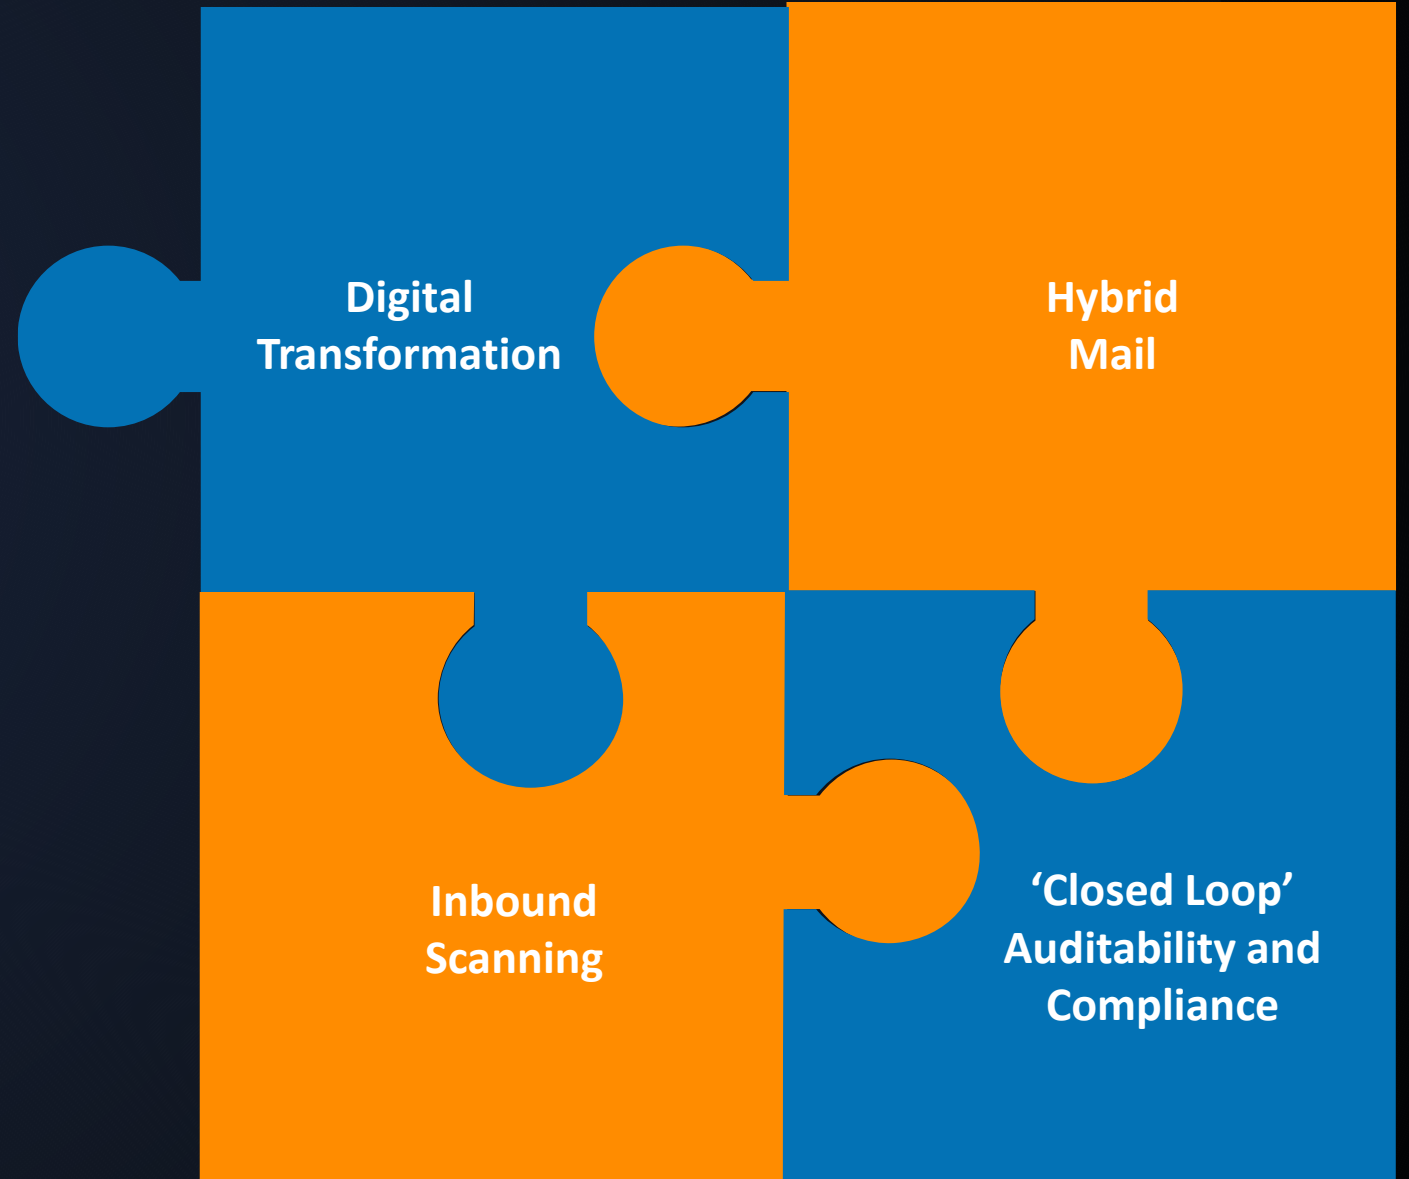 Digital
Transformation
Hybrid
Mail
Inbound
Scanning
‘Closed Loop’
Auditability and
Compliance